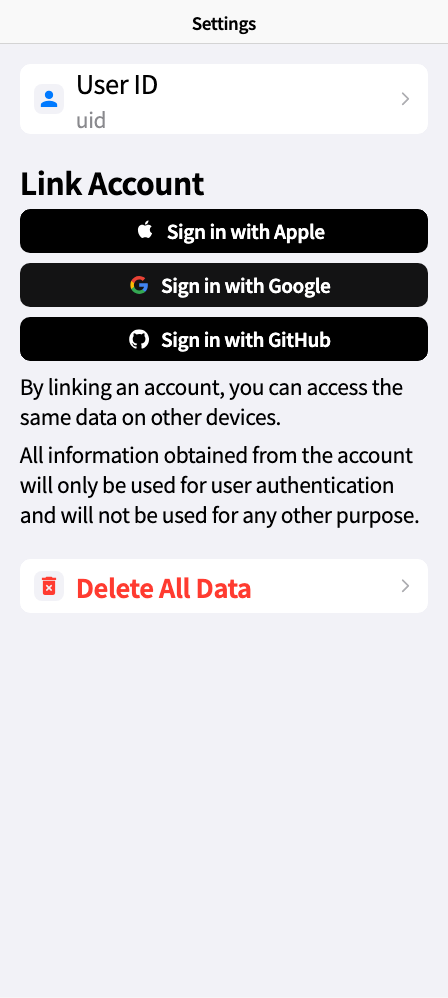 Settings
User ID
uid
Link Account
Sign in with Apple
Sign in with Google
Sign in with GitHub
By linking an account, you can access the
same data on other devices.
All information obtained from the account
will only be used for user authentication
and will not be used for any other purpose.
Delete All Data